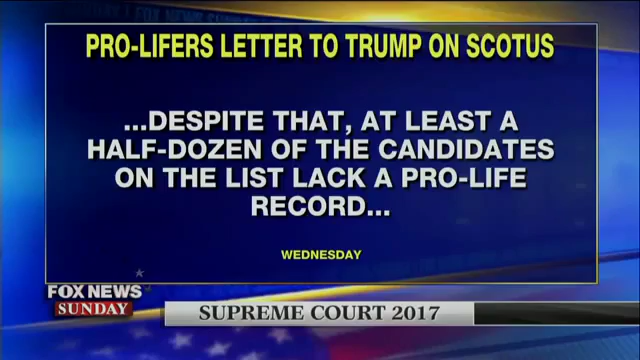 PRO-LIFERS LETTER TO TRUMP ON SCOTUS
...DESPITE THAT, AT LEAST A
HALF-DOZEN OF THE CANDIDATES
ON THE LIST LACK A PRO-LIFE
RECORD...
WEDNESDAY
FOX NEWS
SUNDAY
SUPREME COURT 2017